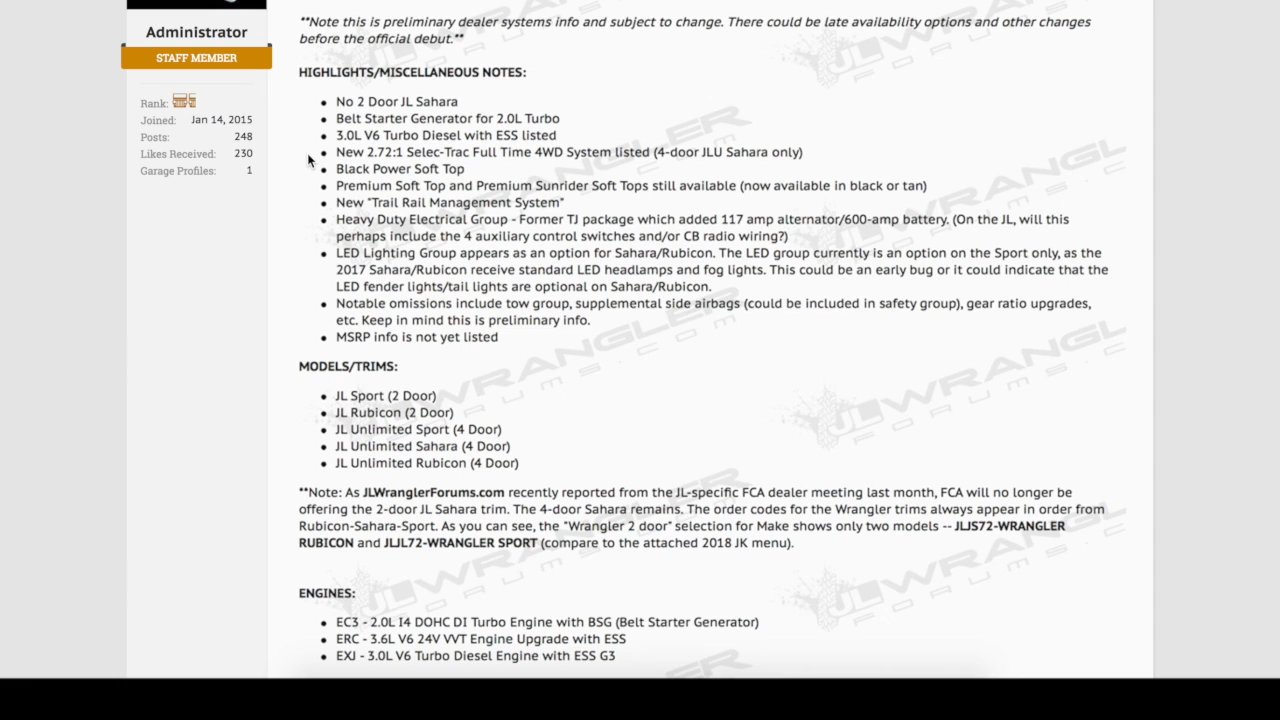 **Note this is preliminary dealer systems info and subject to change. There could be late availability options and other changes
before the official debut.**
Administrator
STAFF MEMBER
Rank:
Joined: Jan 14, 2015
Posts: 248
Likes Received: 230
Garage Profiles: 1
HIGHLIGHTS/MISCELLANEOUS NOTES:
• No 2 Door JL Sahara
• Belt Starter Generator for 2.0L Turbo
• 3.0L V6 Turbo Diesel with ESS listed
• New 2.72:1 Selec-Trac Full Time 4WD System listed (4-door JLU Sahara only)
• Black Power Soft Top
• Premium Soft Top and Premium Sunrider Soft Tops still available (now available in black or tan)
• New "Trail Rail Management System"
• Heavy Duty Electrical Group - Former TJ package which added 117 amp alternator/600-amp battery. (On the JL, will this
perhaps include the 4 auxiliary control switches and/or CB radio wiring?)
• LED Lighting Group appears as an option for Sahara/Rubicon. The LED group currently is an option on the Sport only, as the
2017 Sahara/Rubicon receive standard LED headlamps and fog lights. This could be an early bug or it could indicate that the
LED fender lights/tail lights are optional on Sahara/Rubicon.
• Notable omissions include tow group, supplemental side airbags (could be included in safety group), gear ratio upgrades,
etc. Keep in mind this is preliminary info.
• MSRP info is not yet listed
MODELS/TRIMS:
• JL Sport (2 Door)
• JL Rubicon (2 Door)
• JL Unlimited Sport (4 Door)
• JL Unlimited Sahara (4 Door)
• JL Unlimited Rubicon (4 Door)
**Note: As JLWranglerForums.com recently reported from the JL-specific FCA dealer meeting last month, FCA will no longer be
offering the 2-door JL Sahara trim. The 4-door Sahara remains. The order codes for the Wrangler trims always appear in order from
Rubicon-Sahara-Sport. As you can see, the "Wrangler 2 door" selection for Make shows only two models -- JLJS72-WRANGLER
RUBICON and JLJL72-WRANGLER SPORT (compare to the attached 2018 JK menu).
ENGINES:
• EC3 - 2.0L I4 DOHC DI Turbo Engine with BSG (Belt Starter Generator)
• ERC - 3.6L V6 24V VVT Engine Upgrade with ESS
• EXJ - 3.0L V6 Turbo Diesel Engine with ESS G3